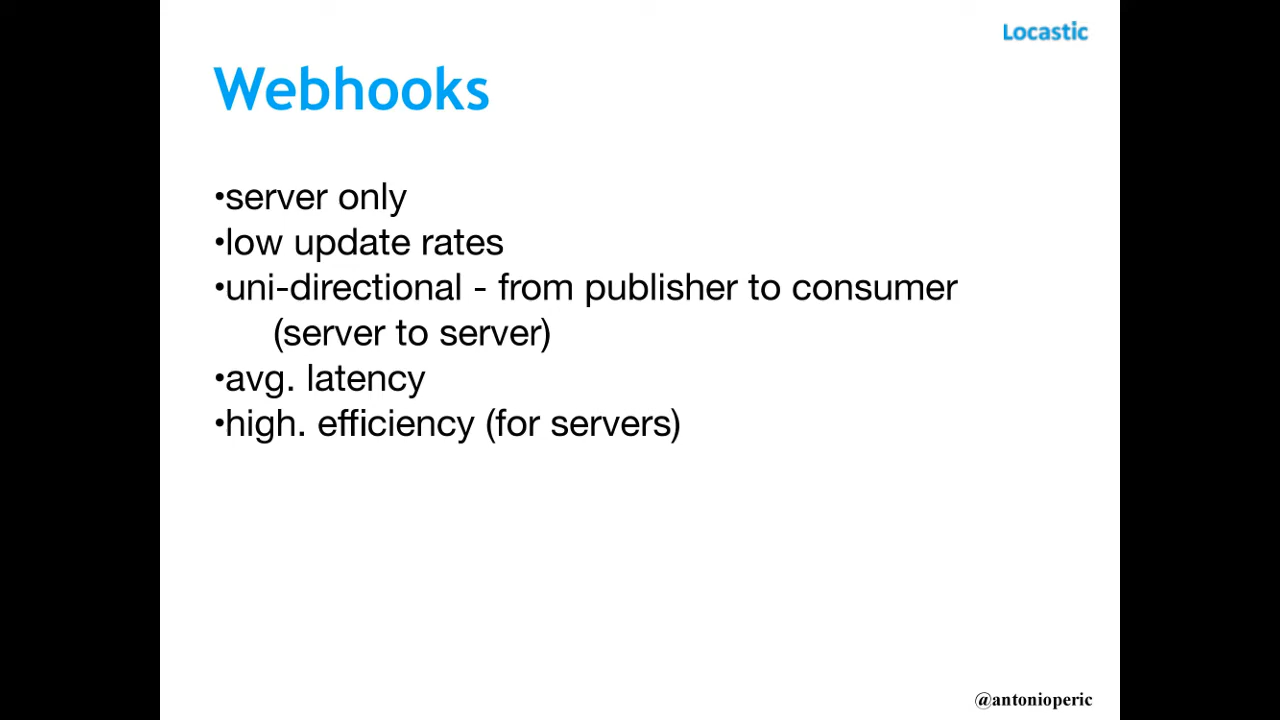 Locastic
Webhooks
•server only
•low update rates
•uni-directional - from publisher to consumer
(server to server)
•avg. latency
•high. efficiency (for servers)
@antonioperic